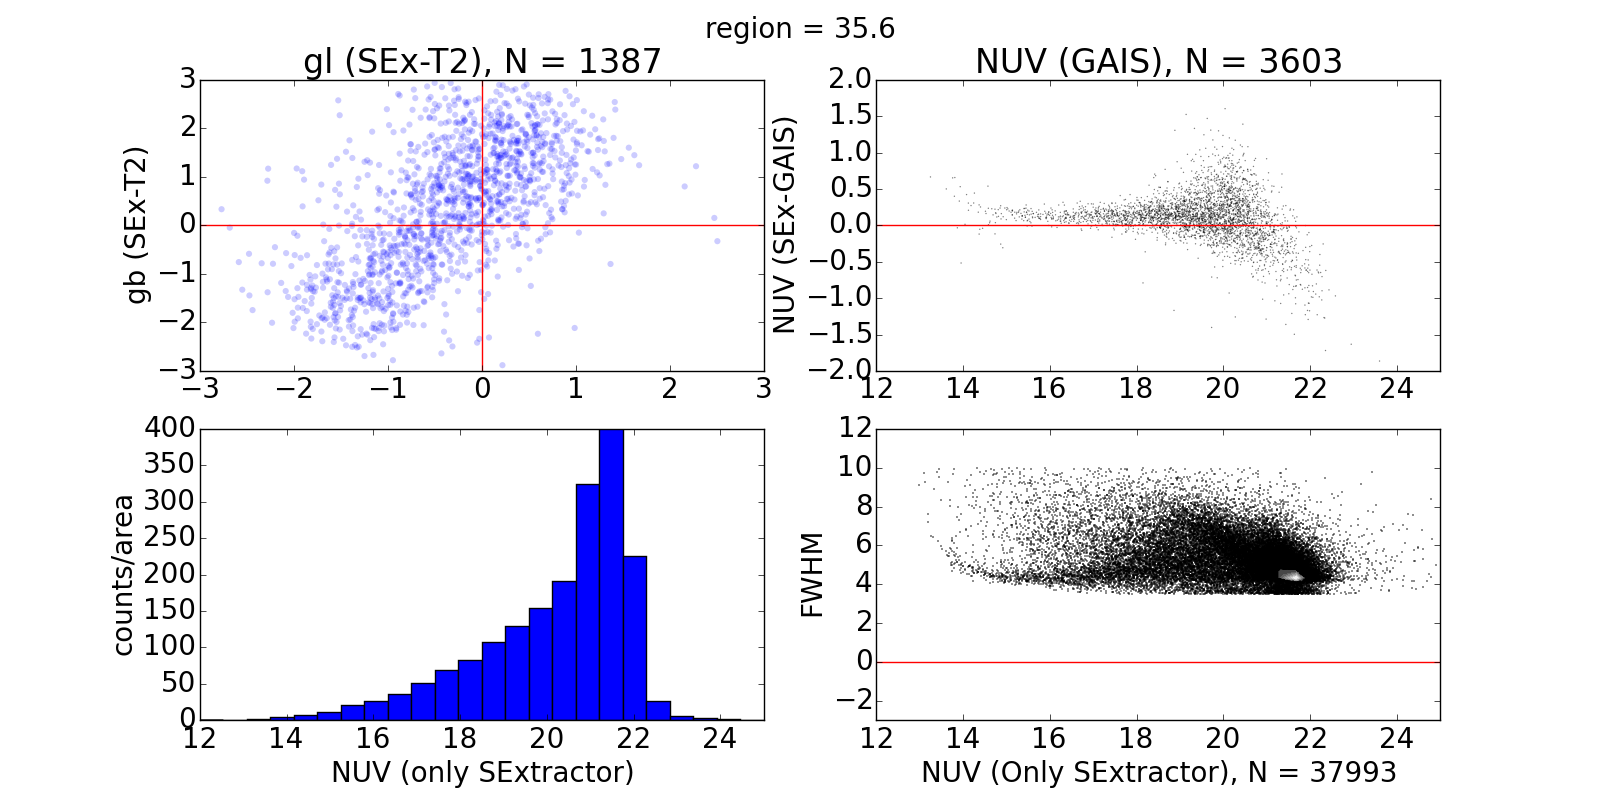 region = 35.6
gl (SEx-T2), N = 1387
NUV (GAIS), N = 3603
gb (SEx-T2)
3
2
1
0
−1
−2
−3
−3 −2 −1 0 1 2 3
NUV (SEx-GAIS)
2.0
1.5
1.0
0.5
0.0
−0.5
−1.0
−1.5
−2.0
12 14 16 18 20 22 24
counts/area
400
350
300
250
200
150
100
50
0
12 14 16 18 20 22 24
NUV (only SExtractor)
FWHM
12
10
8
6
4
2
0
−2
12 14 16 18 20 22 24
NUV (Only SExtractor), N = 37993